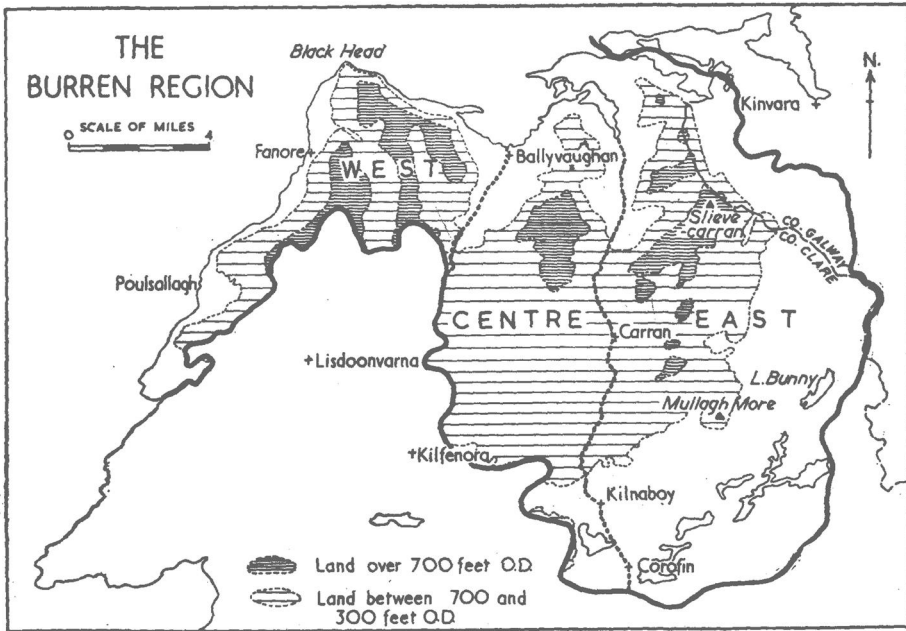 THE
BURREN REGION
0 SCALE OF MILES 4
Black Head
N.
Kinvara
Fanore
WEST
Ballyvaughan
Slieve
carran
CO. GALWAY
CO. CLARE
Poulsallagh
CENTRE
EAST
Carran
Lisdoonvarna
L. Bunny
Mullagh More
Kilfenora
Kilnaboy
Corofin
Land over 700 feet O.D.
Land between 700 and
300 feet O.D.